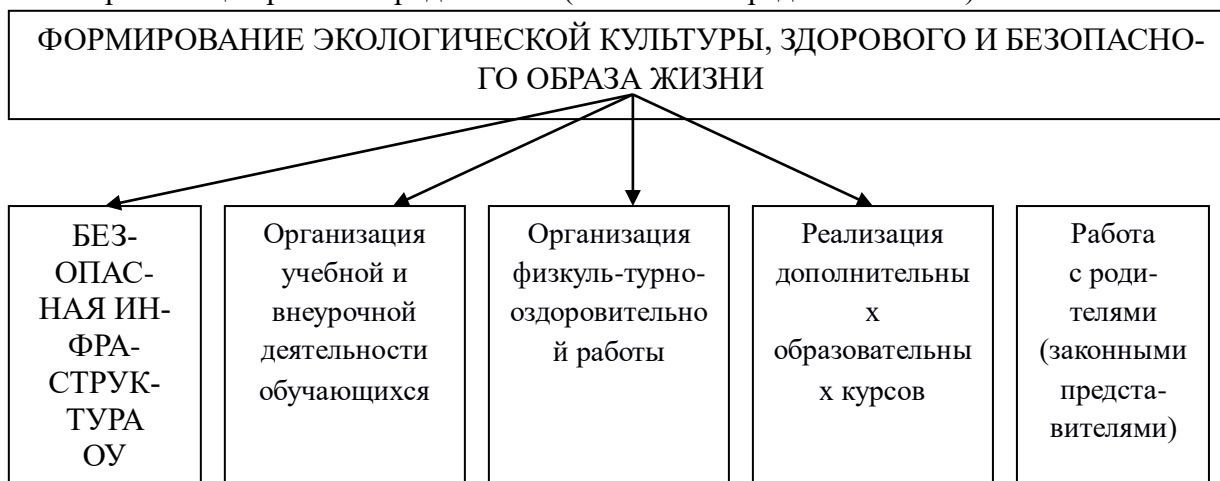 ФОРМИРОВАНИЕ ЭКОЛОГИЧЕСКОЙ КУЛЬТУРЫ, ЗДОРОВОГО И БЕЗОПАСНО-
ГО ОБРАЗА ЖИЗНИ
БЕЗ-
ОПАС-
НАЯ ИН-
ФРА-
СТРУК-
ТУРА
ОУ
Организация
учебной и
внеурочной
деятельности
обучающихся
Организация
физкуль-турно-
оздоровительно
й работы
Реализация
дополнительны
х
образовательны
х курсов
Работа
с роди-
телями
(законными
предста-
вителями)